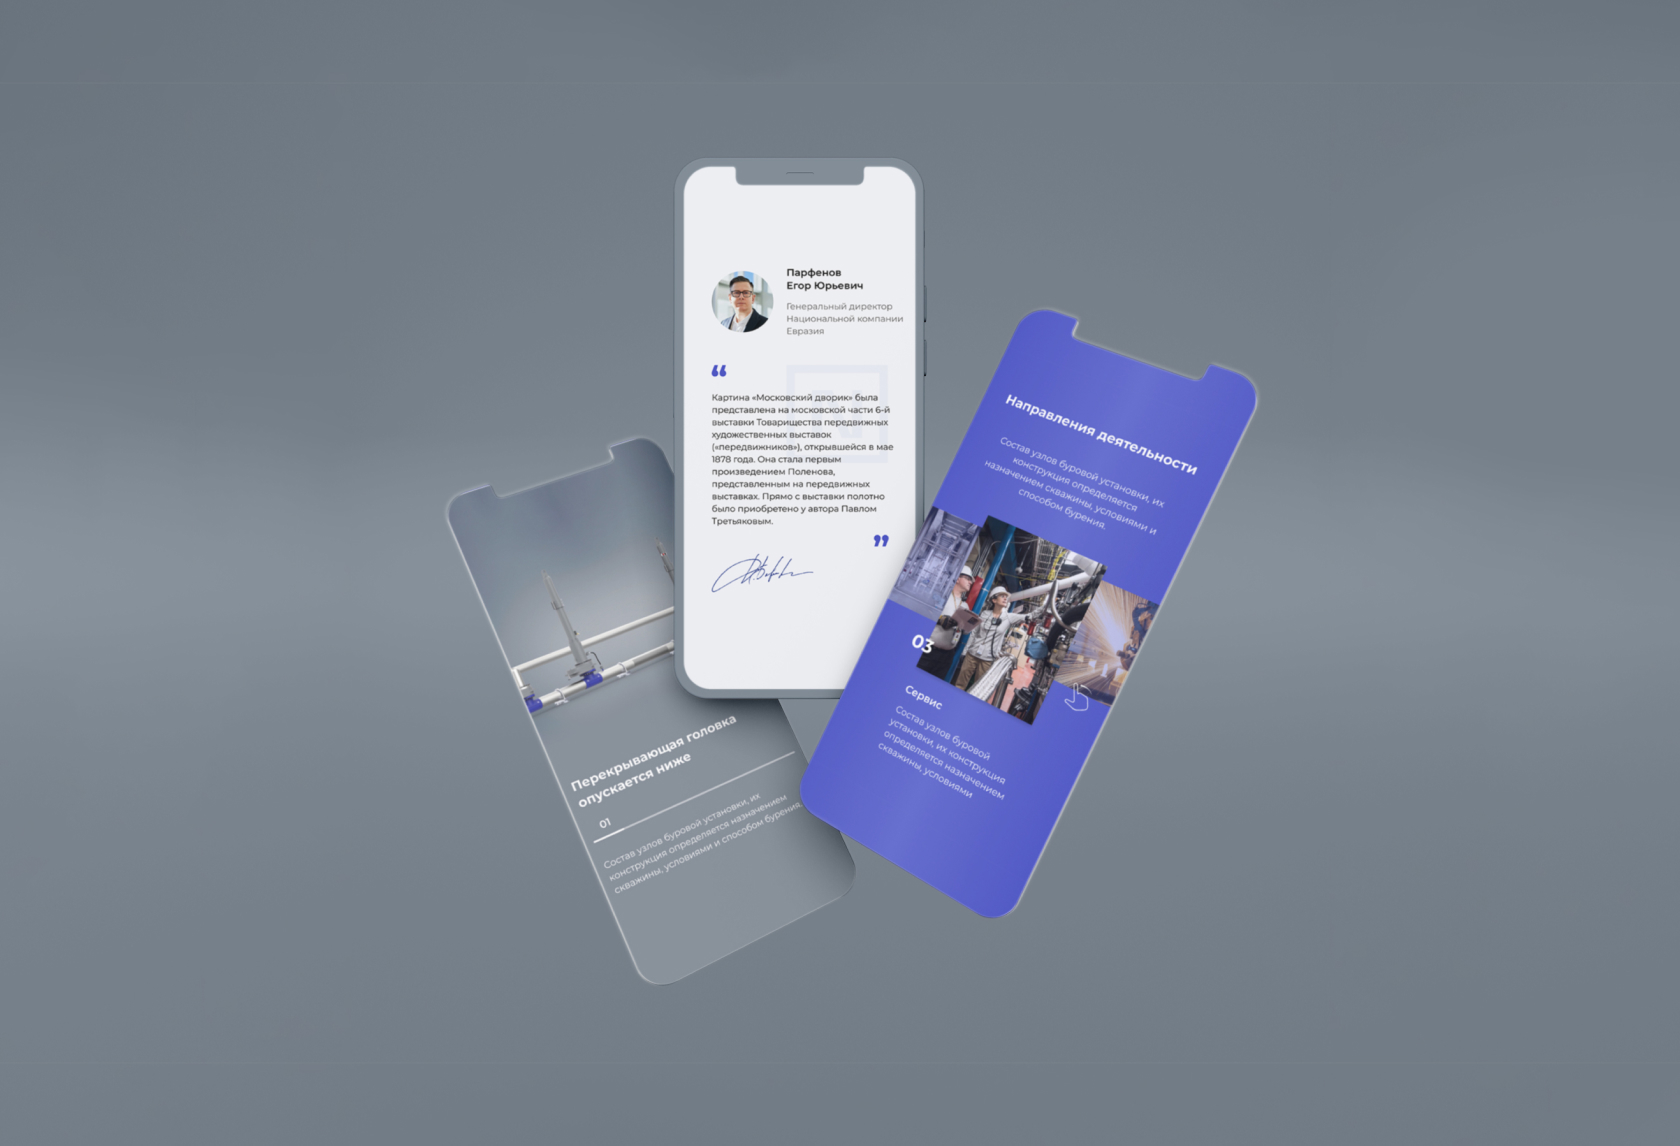 Парфенов
Егор Юрьевич
Генеральный директор
Национальной компании
Евразия
“
Картина «Московский дворик» была
представлена на московской части 6-й
выставки Товарищества передвижных
художественных выставок
(«передвижников»), открывшейся в мае
1878 года. Она стала первым
произведением Поленова,
представленным на передвижных
выставках. Прямо с выставки полотно
было приобретено у автора Павлом
Третьяковым.
”
Перекрывающая головка
опускается ниже
01
Состав узлов буровой установки, их
конструкция определяется назначением
скважины, условиями и способом бурения.
Направления деятельности
Состав узлов буровой установки, их
конструкция определяется
назначением скважины, условиями и
способом бурения.
03
Сервис
Состав узлов буровой
установки, их конструкция
определяется назначением
скважины, условиями